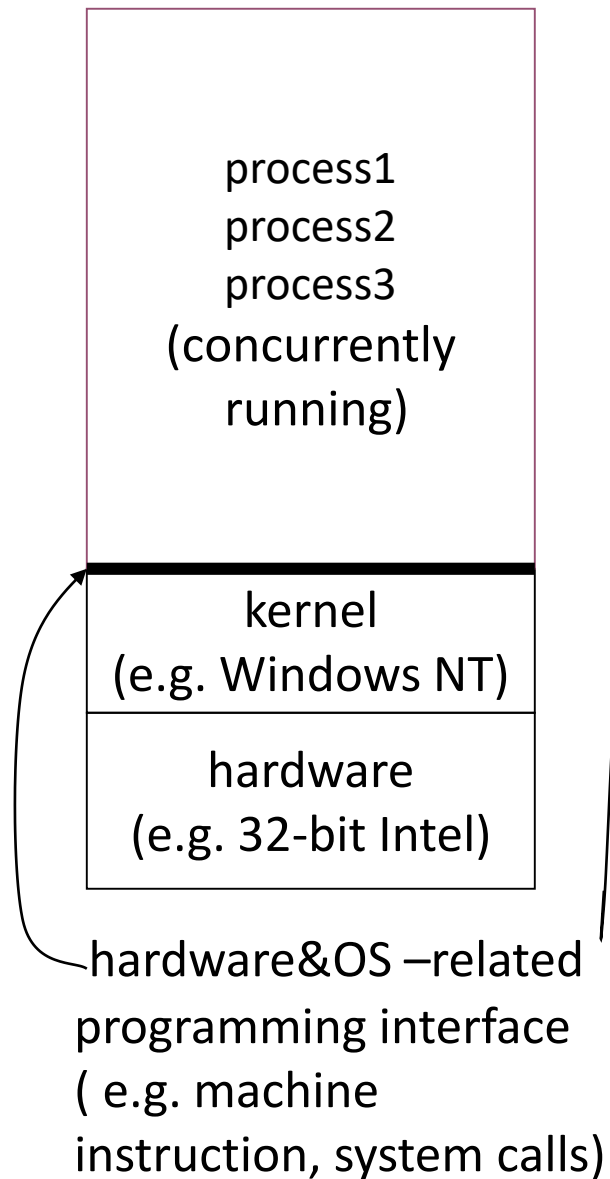 process1
process2
process3
(concurrently
running)
kernel
(e.g. Windows NT)
hardware
(e.g. 32-bit Intel)
hardware&OS –related
programming interface
( e.g. machine
instruction, system calls)